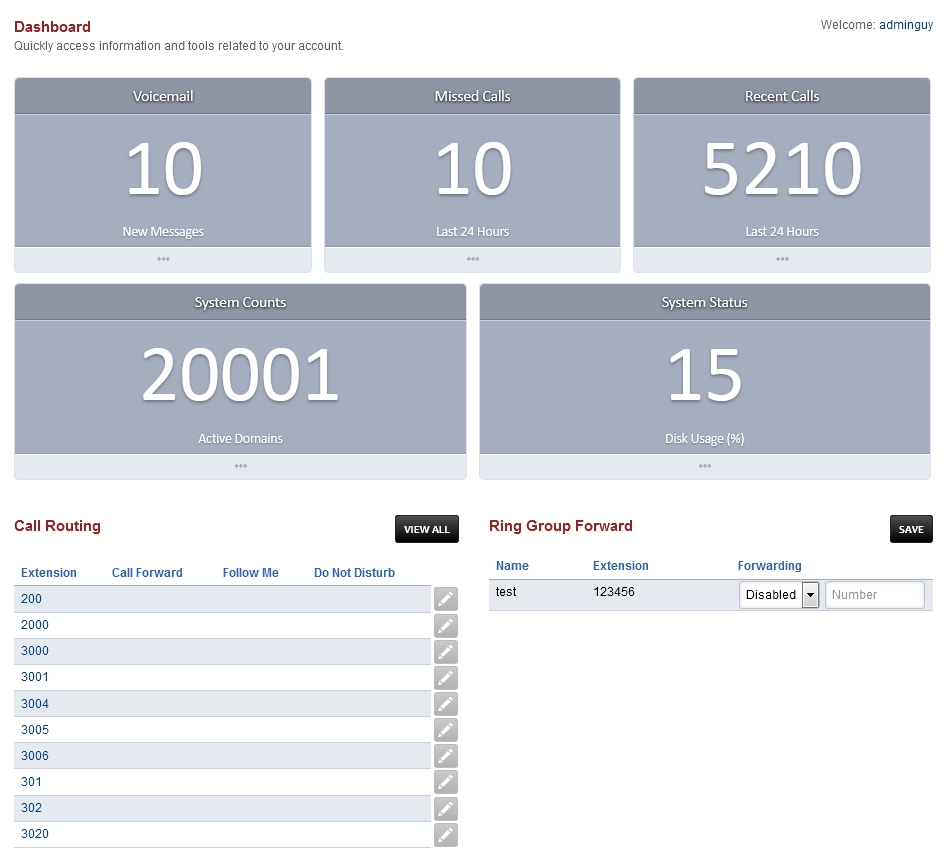 Dashboard
Welcome: adminguy
Quickly access information and tools related to your account.
Voicemail
10
New Messages
•••
Missed Calls
10
Last 24 Hours
•••
Recent Calls
5210
Last 24 Hours
•••
System Counts
20001
Active Domains
•••
System Status
15
Disk Usage (%)
•••
Call Routing
VIEW ALL
Extension Call Forward Follow Me Do Not Disturb
200
2000
3000
3001
3004
3005
3006
301
302
3020
Ring Group Forward
SAVE
Name Extension Forwarding
test 123456 Disabled Number